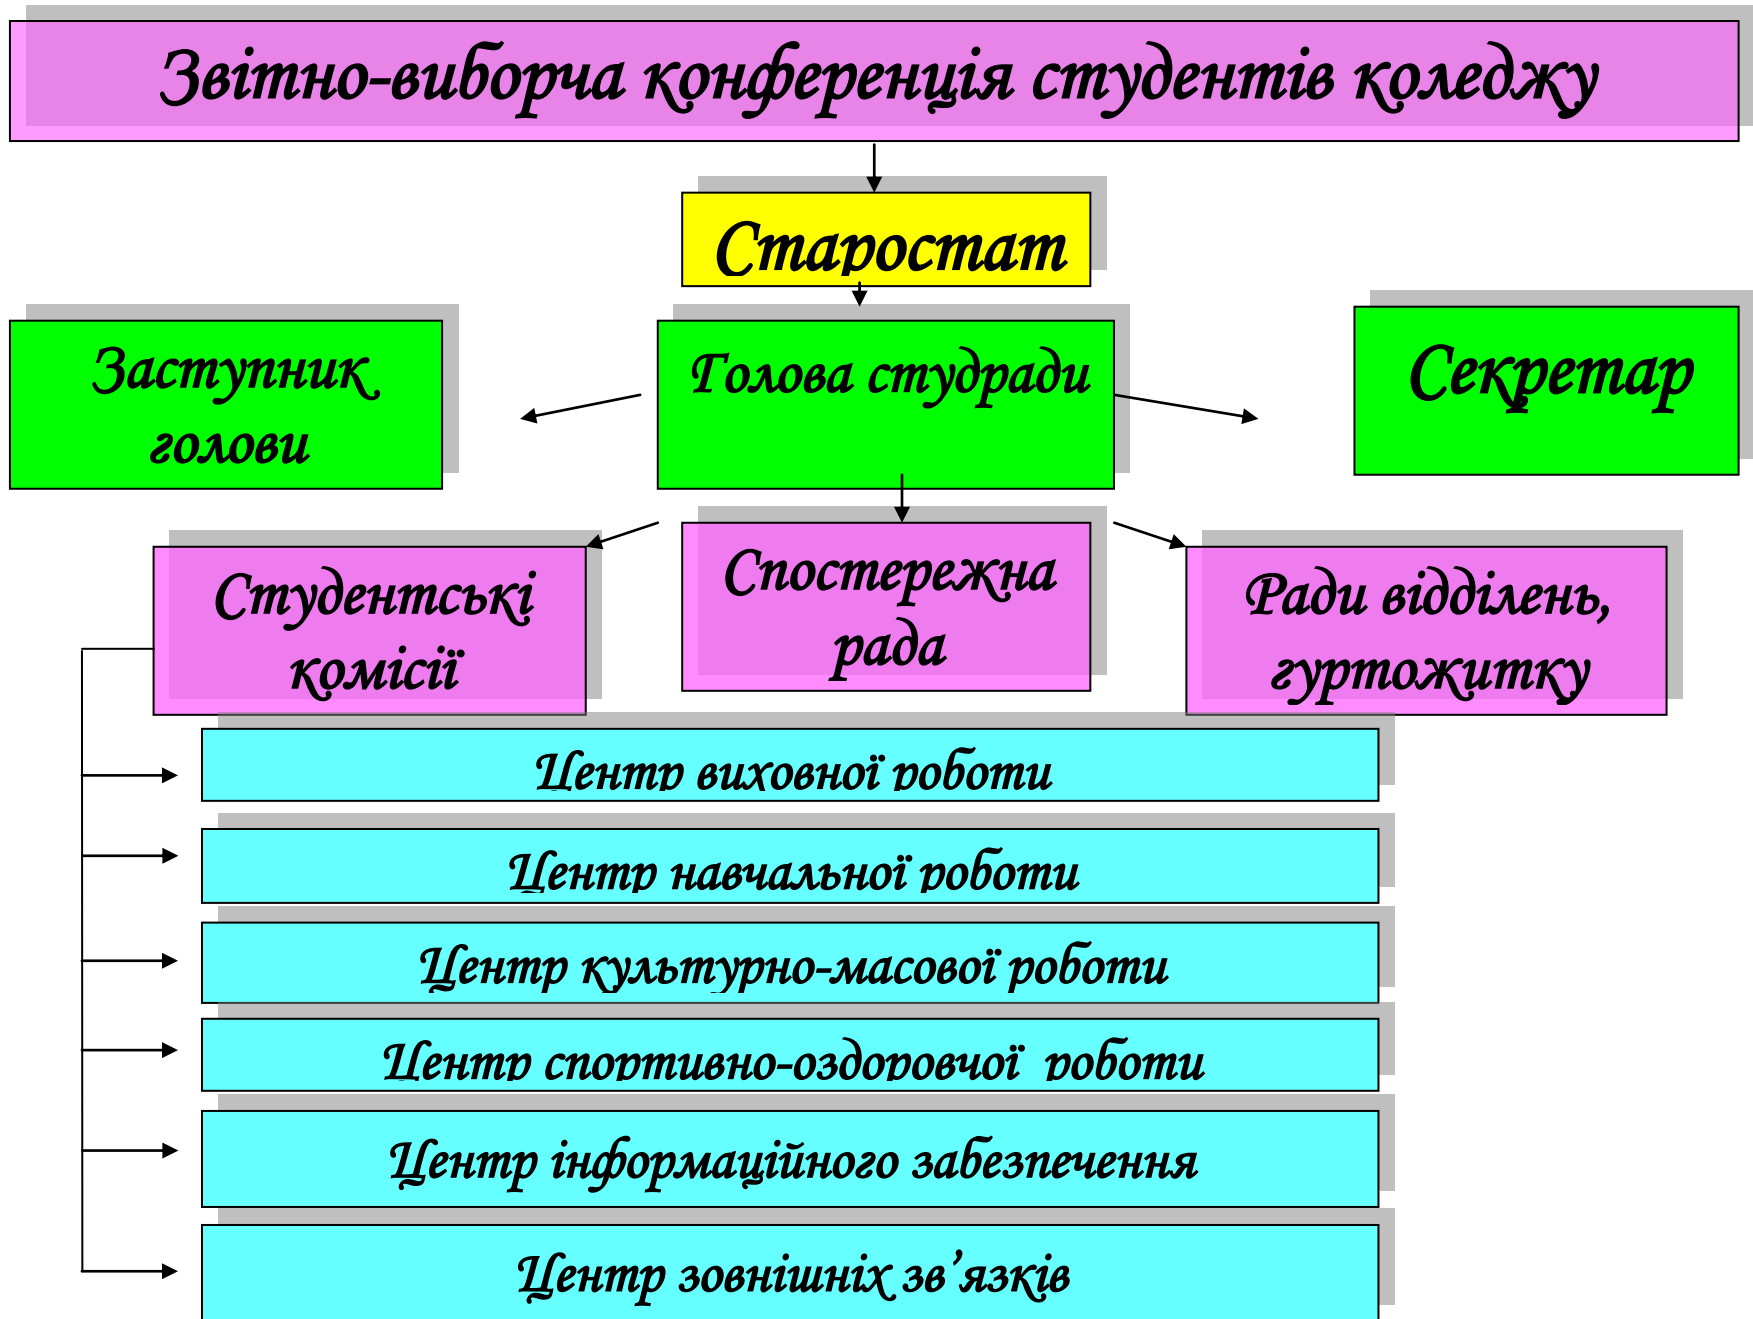 Звітно-виборча конференція студентів коледжу
Старостат
Заступник
голови
Голова студради
Секретар
Студентські
комісії
Спостережна
рада
Ради відділень,
гуртожитку
Центр виховної роботи
Центр навчальної роботи
Центр культурно-масової роботи
Центр спортивно-оздоровчої роботи
Центр інформаційного забезпечення
Центр зовнішніх зв’язків